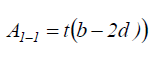 A₁₋₁ = t(b – 2d ))